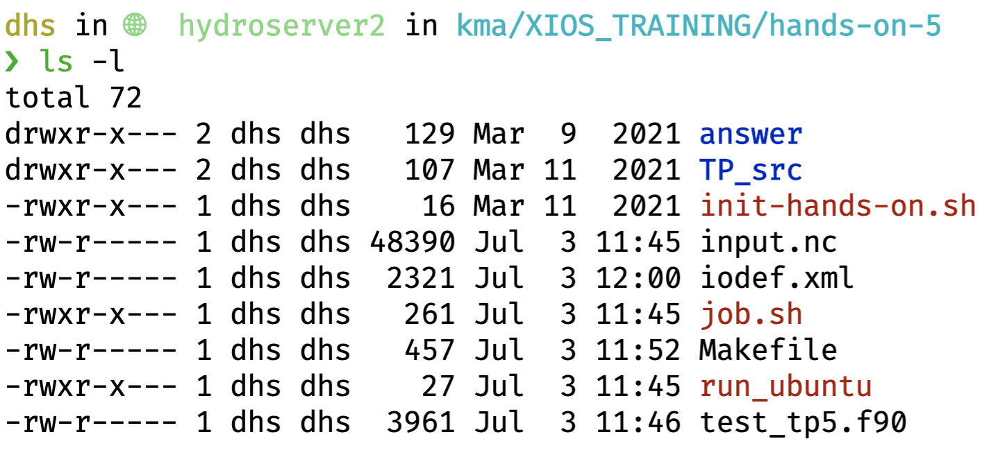 dhs in 🌐 hydroserver2 in kma/XIOS_TRAINING/hands-on-5
❯ ls -l
total 72
drwxr-x--- 2 dhs dhs   129 Mar  9  2021 answer
drwxr-x--- 2 dhs dhs   107 Mar 11  2021 TP_src
-rwxr-x--- 1 dhs dhs    16 Mar 11  2021 init-hands-on.sh
-rw-r----- 1 dhs dhs 48390 Jul  3 11:45 input.nc
-rw-r----- 1 dhs dhs  2321 Jul  3 12:00 iodef.xml
-rwxr-x--- 1 dhs dhs   261 Jul  3 11:45 job.sh
-rw-r----- 1 dhs dhs   457 Jul  3 11:52 Makefile
-rwxr-x--- 1 dhs dhs    27 Jul  3 11:45 run_ubuntu
-rw-r----- 1 dhs dhs  3961 Jul  3 11:46 test_tp5.f90